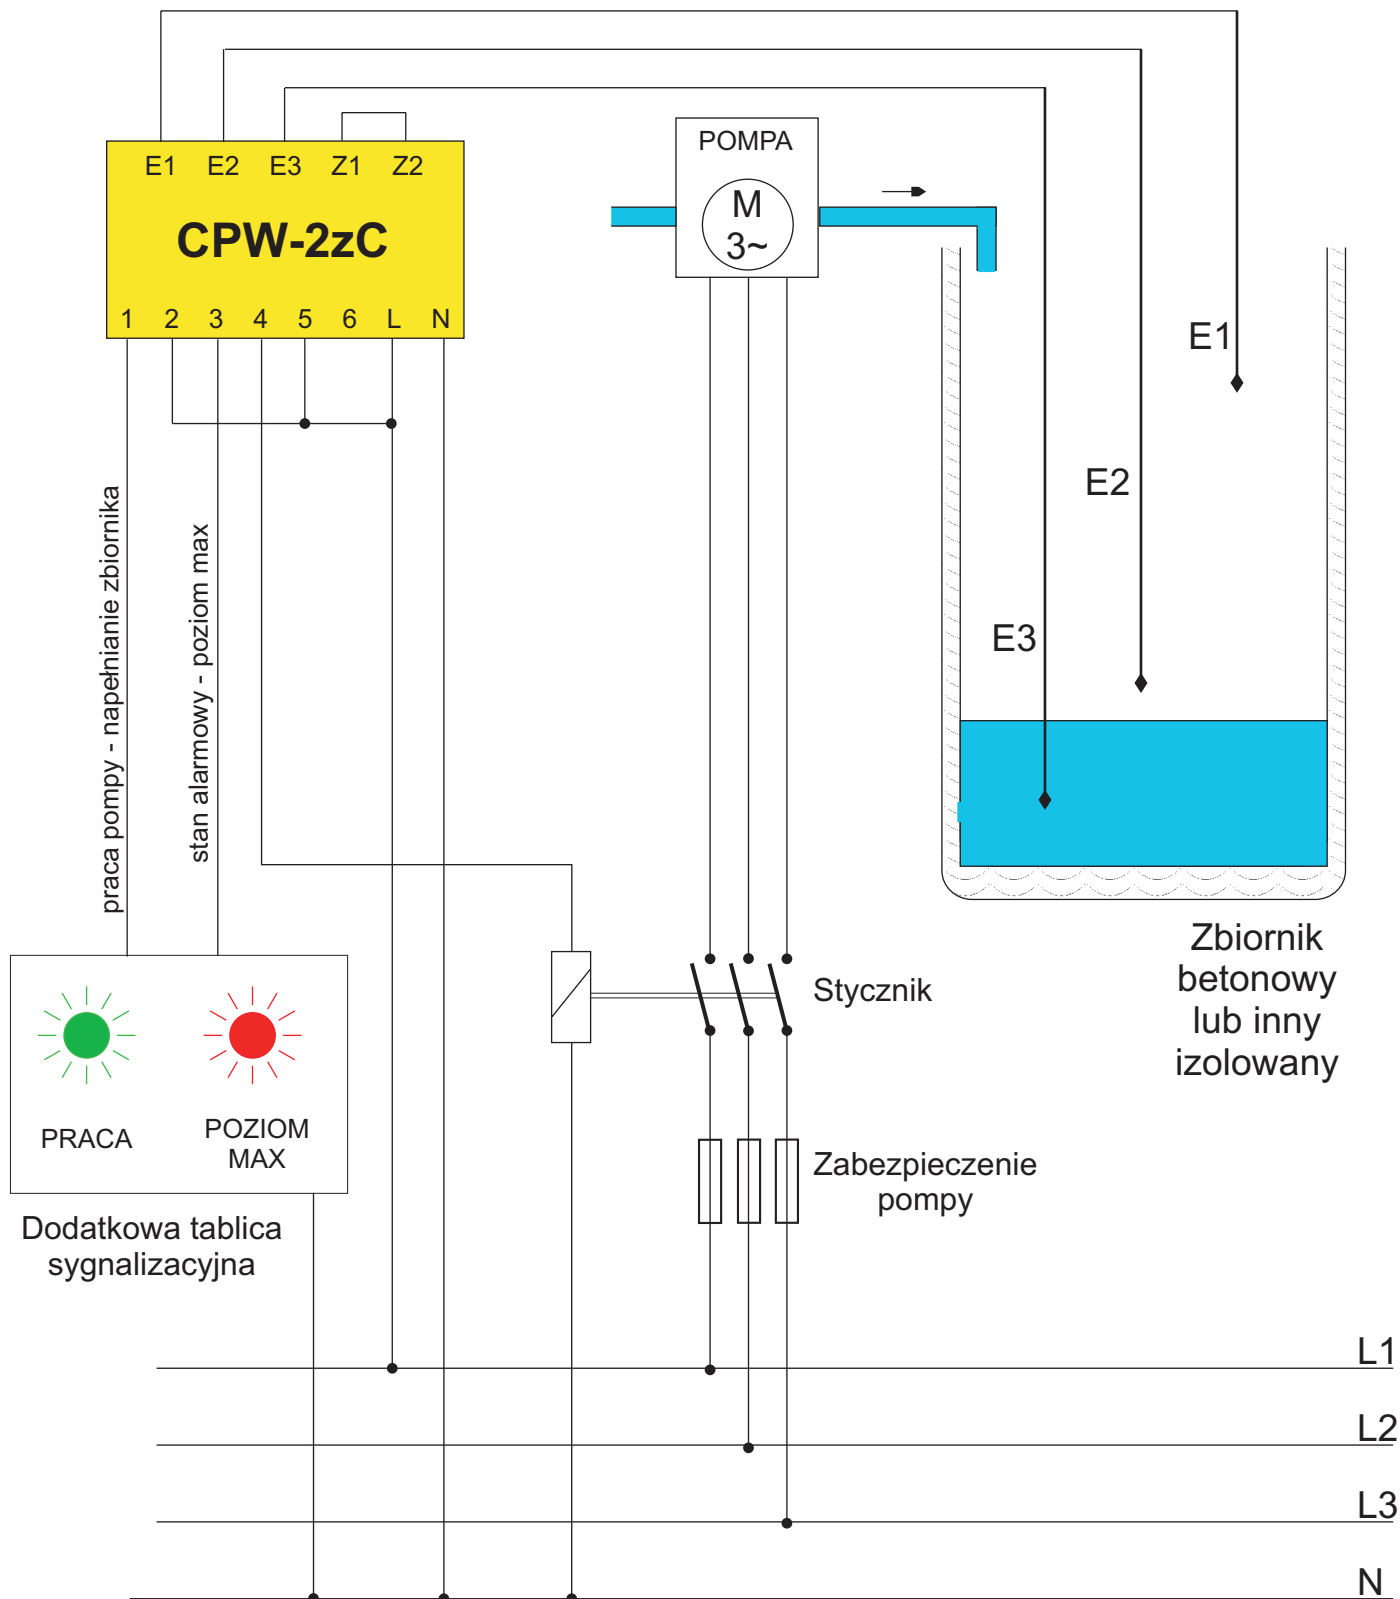 E1 E2 E3 Z1 Z2
CPW-2zC
1 2 3 4 5 6 L N
POMPA
M
3~
E1
E2
E3
praca pompy - napełnianie zbiornika
stan alarmowy - poziom max
Zbiornik
betonowy
lub inny
izolowany
Stycznik
PRACA
POZIOM
MAX
Zabezpieczenie
pompy
Dodatkowa tablica
sygnalizacyjna
L1
L2
L3
N